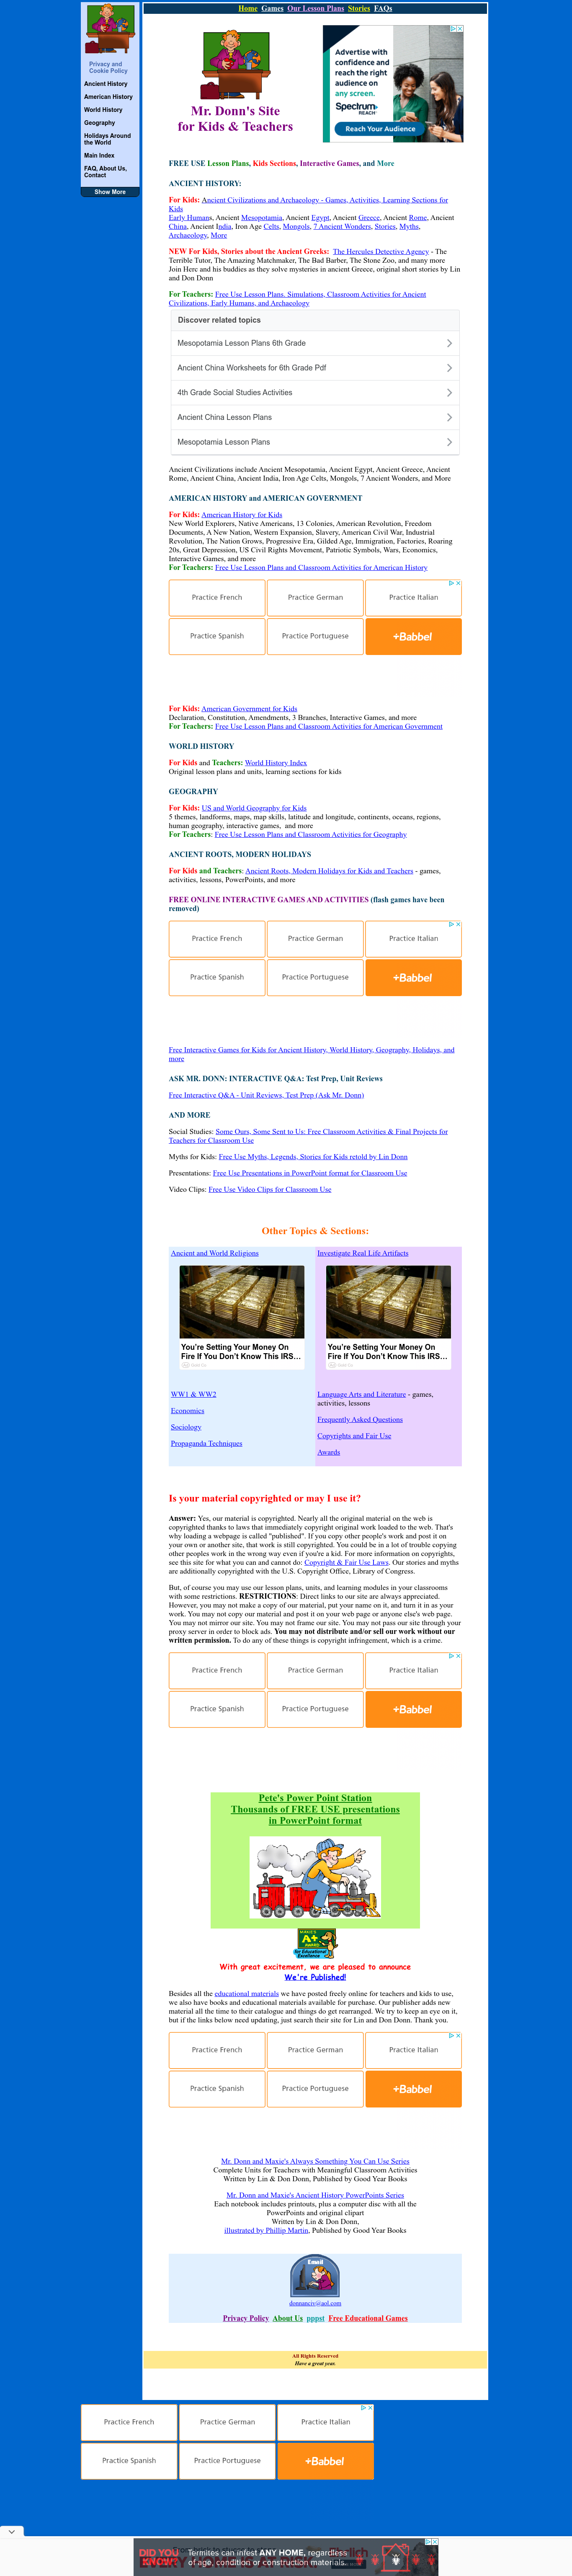 Home Games Our Lesson Plans Stories FAQs
Privacy and
Cookie Policy
Ancient History
American History
World History
Geography
Holidays Around
the World
Main Index
FAQ, About Us,
Contact
Show More
Mr. Donn's Site
for Kids & Teachers
Advertise with
confidence and
reach the right
audience on
any screen.
Spectrum
REACH
Reach Your Audience
FREE USE Lesson Plans, Kids Sections, Interactive Games, and More
ANCIENT HISTORY:
For Kids: Ancient Civilizations and Archaeology - Games, Activities, Learning Sections for
Kids
Early Humans, Ancient Mesopotamia, Ancient Egypt, Ancient Greece, Ancient Rome, Ancient
China, Ancient India, Iron Age Celts, Mongols, 7 Ancient Wonders, Stories, Myths,
Archaeology, More
NEW For Kids, Stories about the Ancient Greeks: The Hercules Detective Agency - The
Terrible Tutor, The Amazing Matchmaker, The Bad Barber, The Stone Zoo, and many more
Join Herc and his buddies as they solve mysteries in ancient Greece, original short stories by Lin
and Don Donn
For Teachers: Free Use Lesson Plans, Simulations, Classroom Activities for Ancient
Civilizations, Early Humans, and Archaeology
Discover related topics
Mesopotamia Lesson Plans 6th Grade
Ancient China Worksheets for 6th Grade Pdf
4th Grade Social Studies Activities
Ancient China Lesson Plans
Mesopotamia Lesson Plans
Ancient Civilizations include Ancient Mesopotamia, Ancient Egypt, Ancient Greece, Ancient
Rome, Ancient China, Ancient India, Iron Age Celts, Mongols, 7 Ancient Wonders, and More
AMERICAN HISTORY and AMERICAN GOVERNMENT
For Kids: American History for Kids
New World Explorers, Native Americans, 13 Colonies, American Revolution, Freedom
Documents, A New Nation, Western Expansion, Slavery, American Civil War, Industrial
Revolution, The Nation Grows, Progressive Era, Gilded Age, Immigration, Factories, Roaring
20s, Great Depression, US Civil Rights Movement, Patriotic Symbols, Wars, Economics,
Interactive Games, and more
For Teachers: Free Use Lesson Plans and Classroom Activities for American History
Practice French Practice German Practice Italian
Practice Spanish Practice Portuguese +Babbel
For Kids: American Government for Kids
Declaration, Constitution, Amendments, 3 Branches, Interactive Games, and more
For Teachers: Free Use Lesson Plans and Classroom Activities for American Government
WORLD HISTORY
For Kids and Teachers: World History Index
Original lesson plans and units, learning sections for kids
GEOGRAPHY
For Kids: US and World Geography for Kids
5 themes, landforms, maps, map skills, latitude and longitude, continents, oceans, regions,
human geography, interactive games, and more
For Teachers: Free Use Lesson Plans and Classroom Activities for Geography
ANCIENT ROOTS, MODERN HOLIDAYS
For Kids and Teachers: Ancient Roots, Modern Holidays for Kids and Teachers - games,
activities, lessons, PowerPoints, and more
FREE ONLINE INTERACTIVE GAMES AND ACTIVITIES (flash games have been
removed)
Practice French Practice German Practice Italian
Practice Spanish Practice Portuguese +Babbel
Free Interactive Games for Kids for Ancient History, World History, Geography, Holidays, and
more
ASK MR. DONN: INTERACTIVE Q&A: Test Prep, Unit Reviews
Free Interactive Q&A - Unit Reviews, Test Prep (Ask Mr. Donn)
AND MORE
Social Studies: Some Ours, Some Sent to Us: Free Classroom Activities & Final Projects for
Teachers for Classroom Use
Myths for Kids: Free Use Myths, Legends, Stories for Kids retold by Lin Donn
Presentations: Free Use Presentations in PowerPoint format for Classroom Use
Video Clips: Free Use Video Clips for Classroom Use
Other Topics & Sections:
Ancient and World Religions
You're Setting Your Money On
Fire If You Don't Know This IRS…
WW1 & WW2
Economics
Sociology
Propaganda Techniques
Investigate Real Life Artifacts
You're Setting Your Money On
Fire If You Don't Know This IRS…
Language Arts and Literature - games,
activities, lessons
Frequently Asked Questions
Copyrights and Fair Use
Awards
Is your material copyrighted or may I use it?
Answer: Yes, our material is copyrighted. Nearly all the original material on the web is
copyrighted thanks to laws that immediately copyright original work loaded to the web. That's
why loading a webpage is called "published". If you copy other people's work and post it on
your own or another site, that work is still copyrighted. You could be in a lot of trouble copying
other peoples work in the wrong way even if you're a kid. For more information on copyrights,
see this site for what you can and cannot do: Copyright & Fair Use Laws. Our stories and myths
are additionally copyrighted with the U.S. Copyright Office, Library of Congress.
But, of course you may use our lesson plans, units, and learning modules in your classrooms
with some restrictions. RESTRICTIONS: Direct links to our site are always appreciated.
However, you may not make a copy of our material, put your name on it, and turn it in as your
work. You may not copy our material and post it on your web page or anyone else's web page.
You may not mirror our site. You may not frame our site. You may not pass our site through your
proxy server in order to block ads. You may not distribute and/or sell our work without our
written permission. To do any of these things is copyright infringement, which is a crime.
Practice French Practice German Practice Italian
Practice Spanish Practice Portuguese +Babbel
Pete's Power Point Station
Thousands of FREE USE presentations
in PowerPoint format
MAXIE'S
A+
AWARD
for Educational
Excellence
With great excitement, we are pleased to announce
We're Published!
Besides all the educational materials we have posted freely online for teachers and kids to use,
we also have books and educational materials available for purchase. Our publisher adds new
material all the time to their catalogue and things do get rearranged. We try to keep an eye on it,
but if the links below need updating, just search their site for Lin and Don Donn. Thank you.
Practice French Practice German Practice Italian
Practice Spanish Practice Portuguese +Babbel
Mr. Donn and Maxie's Always Something You Can Use Series
Complete Units for Teachers with Meaningful Classroom Activities
Written by Lin & Don Donn, Published by Good Year Books
Mr. Donn and Maxie's Ancient History PowerPoints Series
Each notebook includes printouts, plus a computer disc with all the
PowerPoints and original clipart
Written by Lin & Don Donn,
illustrated by Phillip Martin, Published by Good Year Books
Email
donnanciv@aol.com
Privacy Policy About Us pppst Free Educational Games
All Rights Reserved
Have a great year.
Practice French Practice German Practice Italian
Practice Spanish Practice Portuguese +Babbel
DID YOU
KNOW?
Termites can infest ANY HOME, regardless
of age, condition or construction materials.